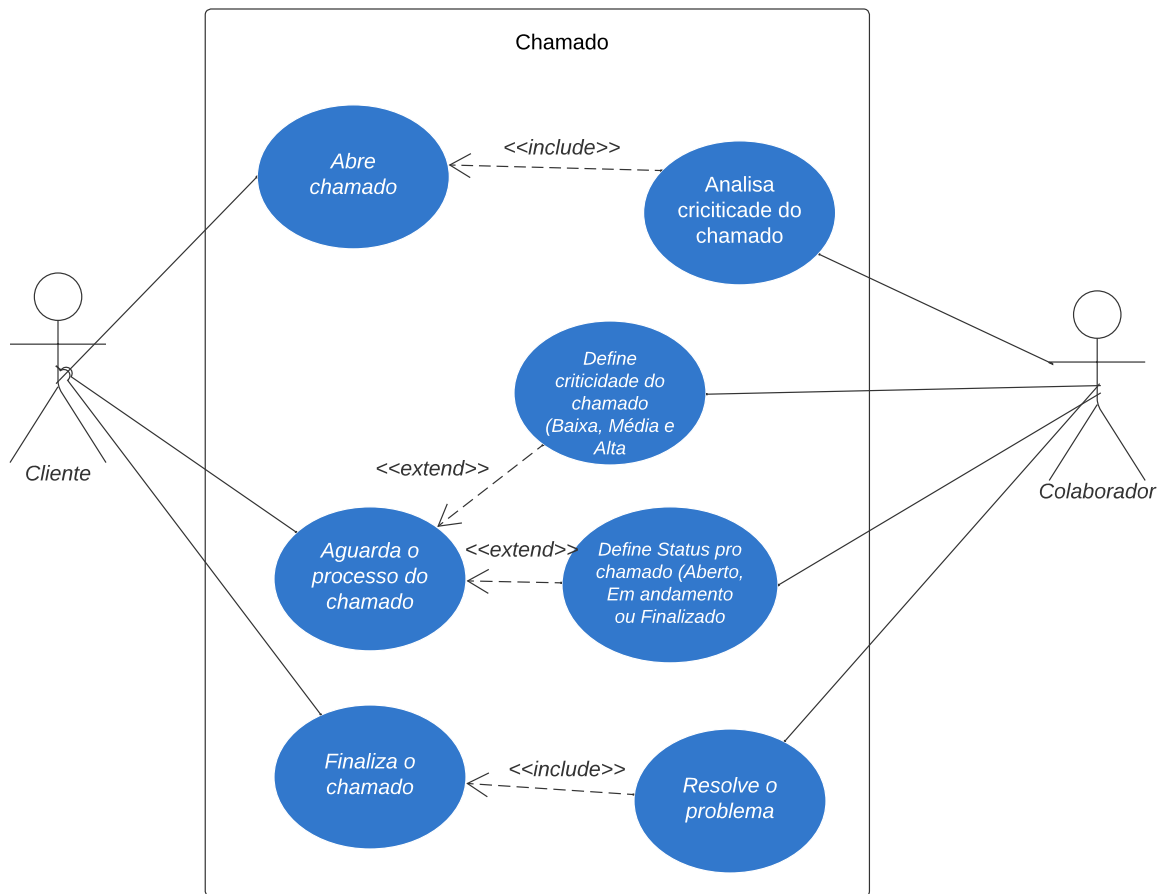 Chamado
Abre
chamado
<<include>>
Analisa
criciticade do
chamado
Define
criticidade do
chamado
(Baixa, Média e
Alta
Cliente
Colaborador
<<extend>>
Aguarda o
processo do
chamado
<<extend>>
Define Status pro
chamado (Aberto,
Em andamento
ou Finalizado
Finaliza o
chamado
<<include>>
Resolve o
problema